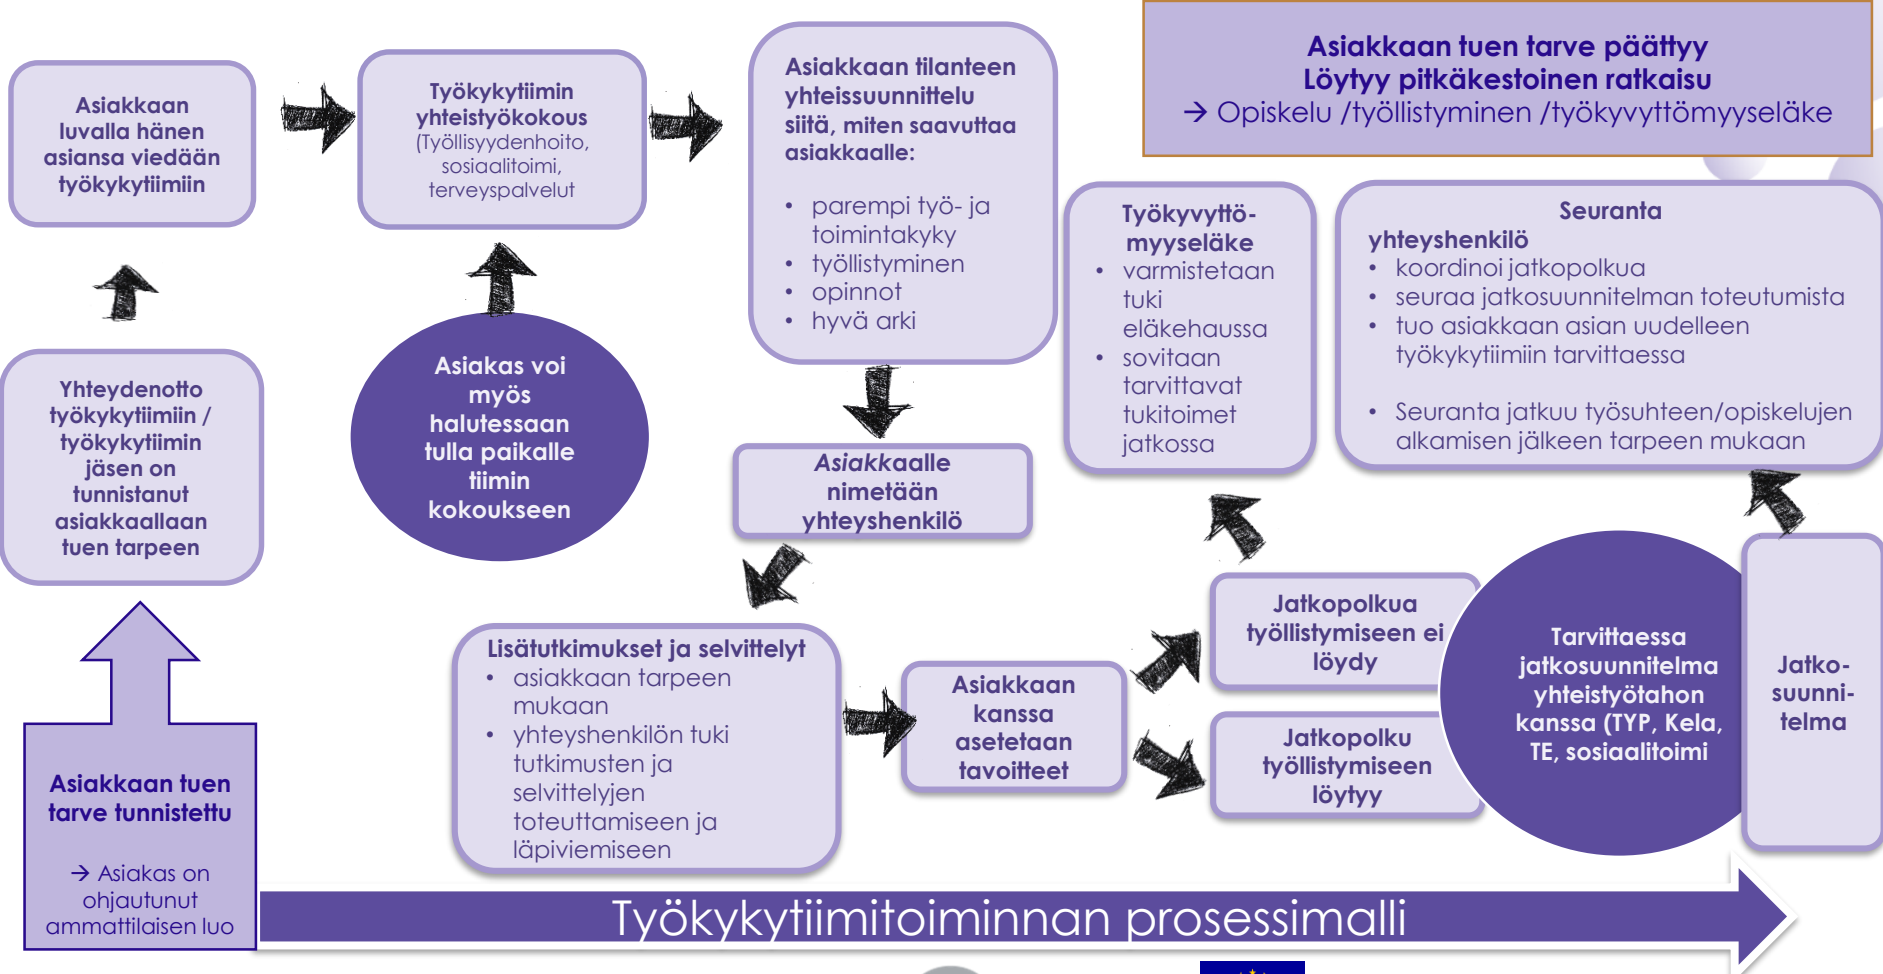 Asiakkaan tuen
tarve tunnistettu
→ Asiakas on
ohjautunut
ammattilaisen luo
Yhteydenotto
työkykytiimiin /
työkykytiimin
jäsen on
tunnistanut
asiakkaallaan
tuen tarpeen
Asiakkaan
luvalla hänen
asiansa viedään
työkykytiimiin
Työkykytiimin
yhteistyökokous
(Työllisyydenhoito,
sosiaalitoimi,
terveyspalvelut
Asiakas voi
myös
halutessaan
tulla paikalle
tiimin
kokoukseen
Asiakkaan tilanteen
yhteissuunnittelu
siitä, miten saavuttaa
asiakkaalle:
• parempi työ- ja
toimintakyky
• työllistyminen
• opinnot
• hyvä arki
Asiakkaalle
nimetään
yhteyshenkilö
Lisätutkimukset ja selvittelyt
• asiakkaan tarpeen
mukaan
• yhteyshenkilön tuki
tutkimusten ja
selvittelyjen
toteuttamiseen ja
läpiviemiseen
Asiakkaan
kanssa
asetetaan
tavoitteet
Jatkopolkua
työllistymiseen ei
löydy
Jatkopolku
työllistymiseen
löytyy
Työkyvyttö-
myyseläke
• varmistetaan
tuki
eläkehaussa
• sovitaan
tarvittavat
tukitoimet
jatkossa
Tarvittaessa
jatkosuunnitelma
yhteistyötahon
kanssa (TYP, Kela,
TE, sosiaalitoimi
Jatko-
suunni-
telma
Seuranta
yhteyshenkilö
• koordinoi jatkopolkua
• seuraa jatkosuunnitelman toteutumista
• tuo asiakkaan asian uudelleen
työkykytiimiin tarvittaessa
• Seuranta jatkuu työsuhteen/opiskelujen
alkamisen jälkeen tarpeen mukaan
Asiakkaan tuen tarve päättyy
Löytyy pitkäkestoinen ratkaisu
→ Opiskelu /työllistyminen /työkyvyttömyyseläke
Työkykytiimitoiminnan prosessimalli